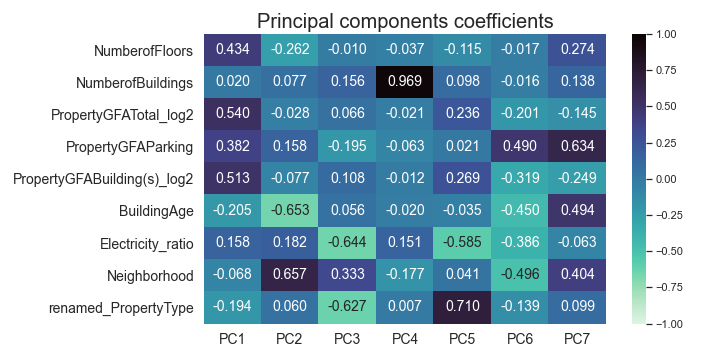 Principal components coefficients
NumberofFloors 0.434 -0.262 -0.010 -0.037 -0.115 -0.017 0.274
NumberofBuildings 0.020 0.077 0.156 0.969 0.098 -0.016 0.138
PropertyGFATotal_log2 0.540 -0.028 0.066 -0.021 0.236 -0.201 -0.145
PropertyGFAParking 0.382 0.158 -0.195 -0.063 0.021 0.490 0.634
PropertyGFABuilding(s)_log2 0.513 -0.077 0.108 -0.012 0.269 -0.319 -0.249
BuildingAge -0.205 -0.653 0.056 -0.020 -0.035 -0.450 0.494
Electricity_ratio 0.158 0.182 -0.644 0.151 -0.585 -0.386 -0.063
Neighborhood -0.068 0.657 0.333 -0.177 0.041 -0.496 0.404
renamed_PropertyType -0.194 0.060 -0.627 0.007 0.710 -0.139 0.099
PC1 PC2 PC3 PC4 PC5 PC6 PC7
1.00
0.75
0.50
0.25
0.00
-0.25
-0.50
-0.75
-1.00